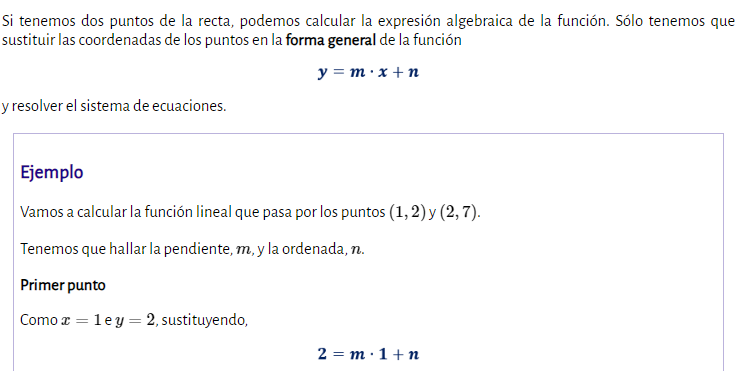 Si tenemos dos puntos de la recta, podemos calcular la expresión algebraica de la función. Sólo tenemos que
sustituir las coordenadas de los puntos en la forma general de la función
y = m · x + n
y resolver el sistema de ecuaciones.
Ejemplo
Vamos a calcular la función lineal que pasa por los puntos (1, 2) y (2, 7).
Tenemos que hallar la pendiente, m, y la ordenada, n.
Primer punto
Como x = 1 e y = 2, sustituyendo,
2 = m · 1 + n